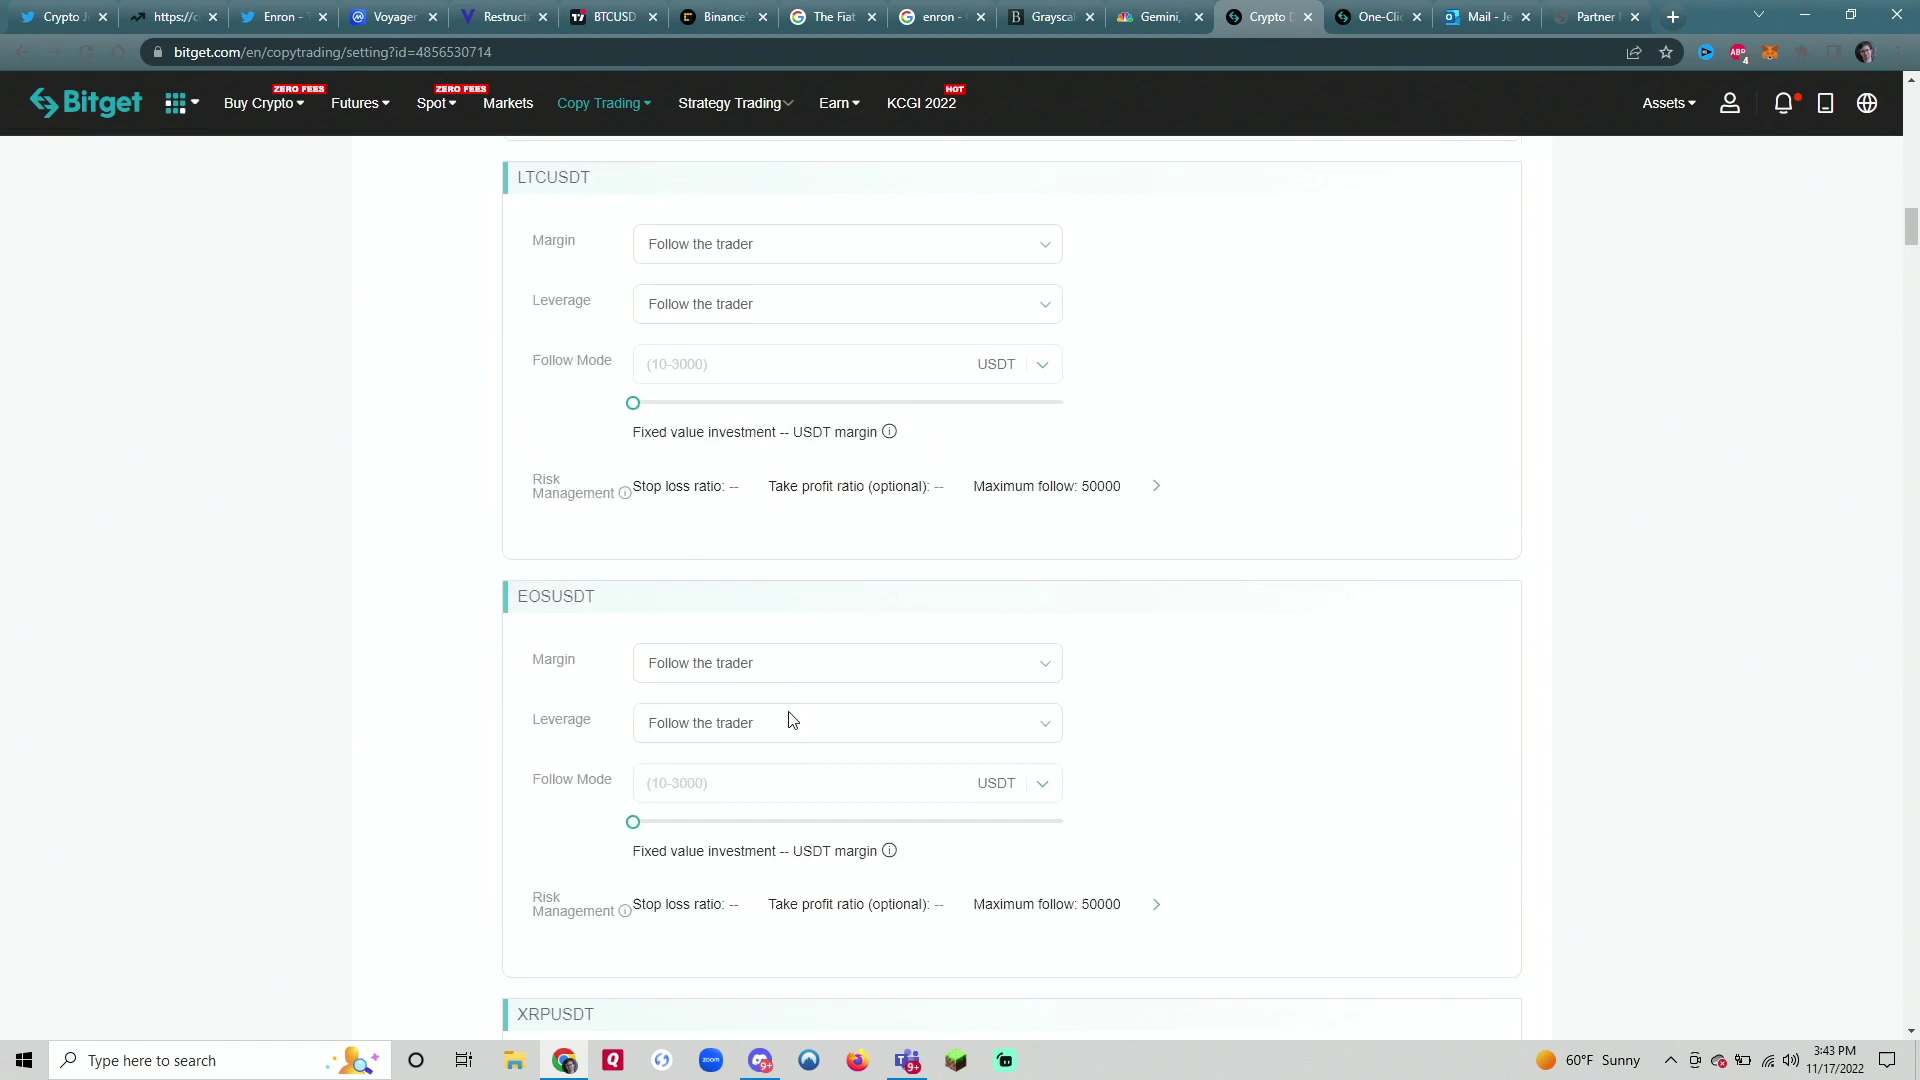 Crypto J
https://cl
Enron - T
Voyager
Restruct
BTCUSD
Binance'
The Fiat
enron - 
Grayscal
Gemini,
Crypto D
One-Clic
Mail - Je
Partner
bitget.com/en/copytrading/setting?id=4856530714
ABP
4
Bitget
Buy Crypto
ZERO FEES
Futures
Spot
ZERO FEES
Markets
Copy Trading
Strategy Trading
Earn
KCGI 2022
HOT
Assets
LTCUSDT
Margin
Follow the trader
Leverage
Follow the trader
Follow Mode
(10-3000)
USDT
Fixed value investment -- USDT margin
Risk
Management
Stop loss ratio: --
Take profit ratio (optional): --
Maximum follow: 50000
EOSUSDT
Margin
Follow the trader
Leverage
Follow the trader
Follow Mode
(10-3000)
USDT
Fixed value investment -- USDT margin
Risk
Management
Stop loss ratio: --
Take profit ratio (optional): --
Maximum follow: 50000
XRPUSDT
Type here to search
zoom
9+
9+
60°F Sunny
3:43 PM
11/17/2022